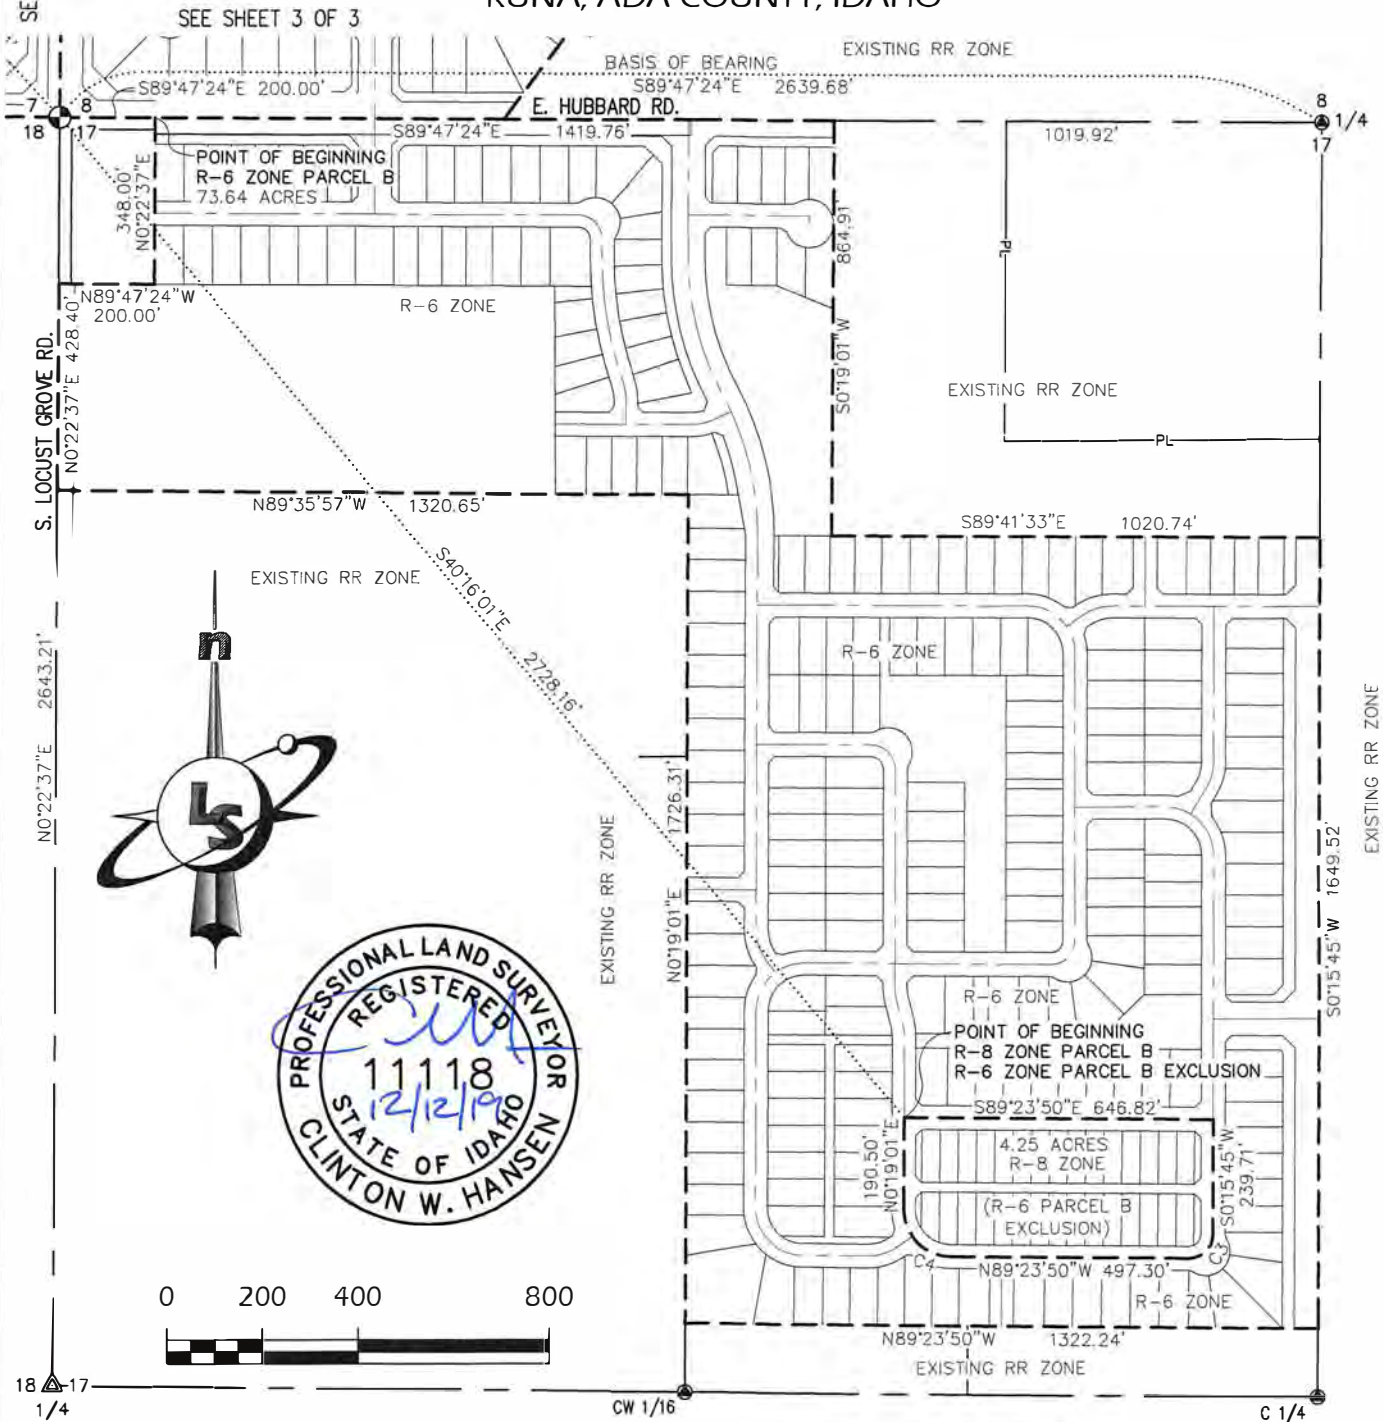 KUNA, ADA COUNTY, IDAHO
SE
SEE SHEET 3 OF 3
EXISTING RR ZONE
BASIS OF BEARING
S89°47'24"E 200.00'
S89°47'24"E 2639.68'
7 8
18 17
E. HUBBARD RD.
8
1/4
17
S89°47'24"E 1419.76'
1019.92'
POINT OF BEGINNING
R-6 ZONE PARCEL B
73.64 ACRES
348.00'
N0°22'37"E
864.91'
S0°19'01"W
PL
N89°47'24"W
200.00'
R-6 ZONE
S. LOCUST GROVE RD.
N0°22'37"E 428.40'
EXISTING RR ZONE
PL
N89°35'57"W 1320.65'
S89°41'33"E 1020.74'
EXISTING RR ZONE
S40°16'01"E 2728.16'
n
N0°22'37"E 2643.21'
R-6 ZONE
EXISTING RR ZONE
LS
N0°19'01"E 1726.31'
EXISTING RR ZONE
S0°15'45"W 1649.52'
PROFESSIONAL LAND SURVEYOR
REGISTERED
11118
12/12/19
STATE OF IDAHO
CLINTON W. HANSEN
R-6 ZONE
POINT OF BEGINNING
R-8 ZONE PARCEL B
R-6 ZONE PARCEL B EXCLUSION
S89°23'50"E 646.82'
190.50'
N0°19'01"E
4.25 ACRES
R-8 ZONE
(R-6 PARCEL B
EXCLUSION)
S0°15'45"W
239.71'
C4
N89°23'50"W 497.30'
C3
R-6 ZONE
0 200 400 800
N89°23'50"W 1322.24'
EXISTING RR ZONE
18 17
1/4
CW 1/16
C 1/4